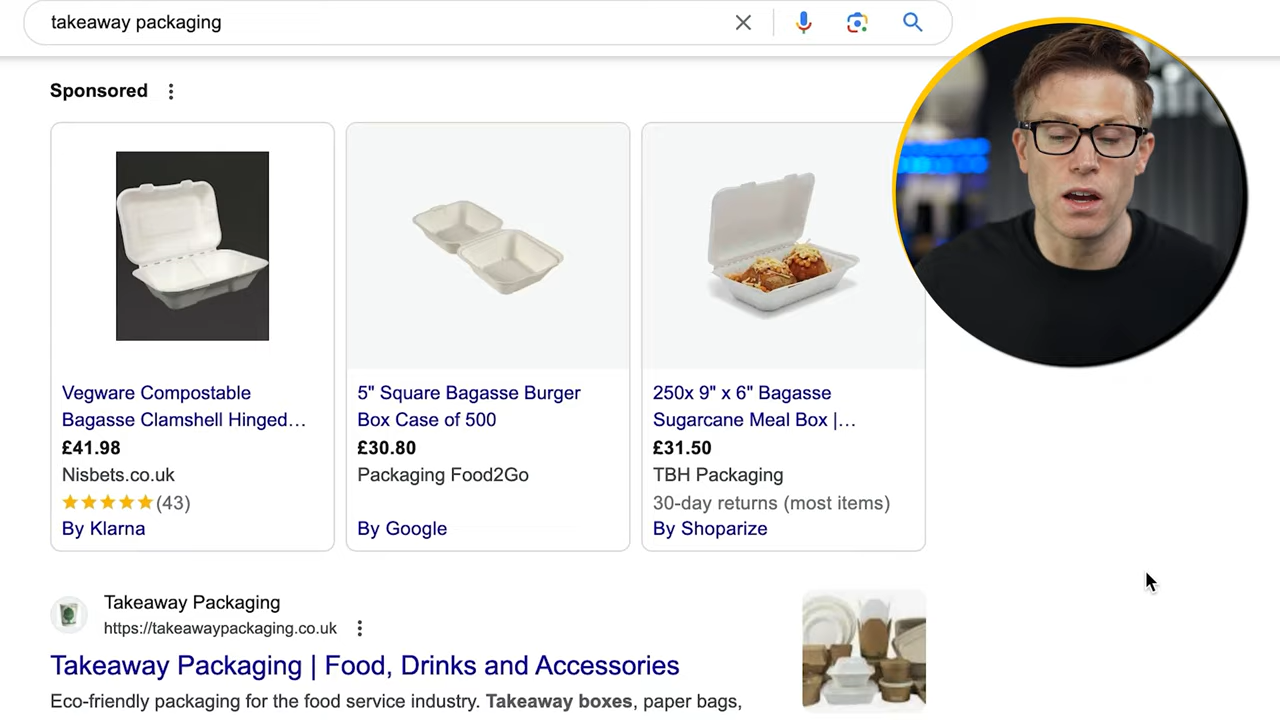 takeaway packaging
Sponsored
Vegware Compostable
Bagasse Clamshell Hinged...
£41.98
Nisbets.co.uk
(43)
By Klarna
5" Square Bagasse Burger
Box Case of 500
£30.80
Packaging Food2Go
By Google
250x 9" x 6" Bagasse
Sugarcane Meal Box |...
£31.50
TBH Packaging
30-day returns (most items)
By Shoparize
Takeaway Packaging
https://takeawaypackaging.co.uk
Takeaway Packaging | Food, Drinks and Accessories
Eco-friendly packaging for the food service industry. Takeaway boxes, paper bags,